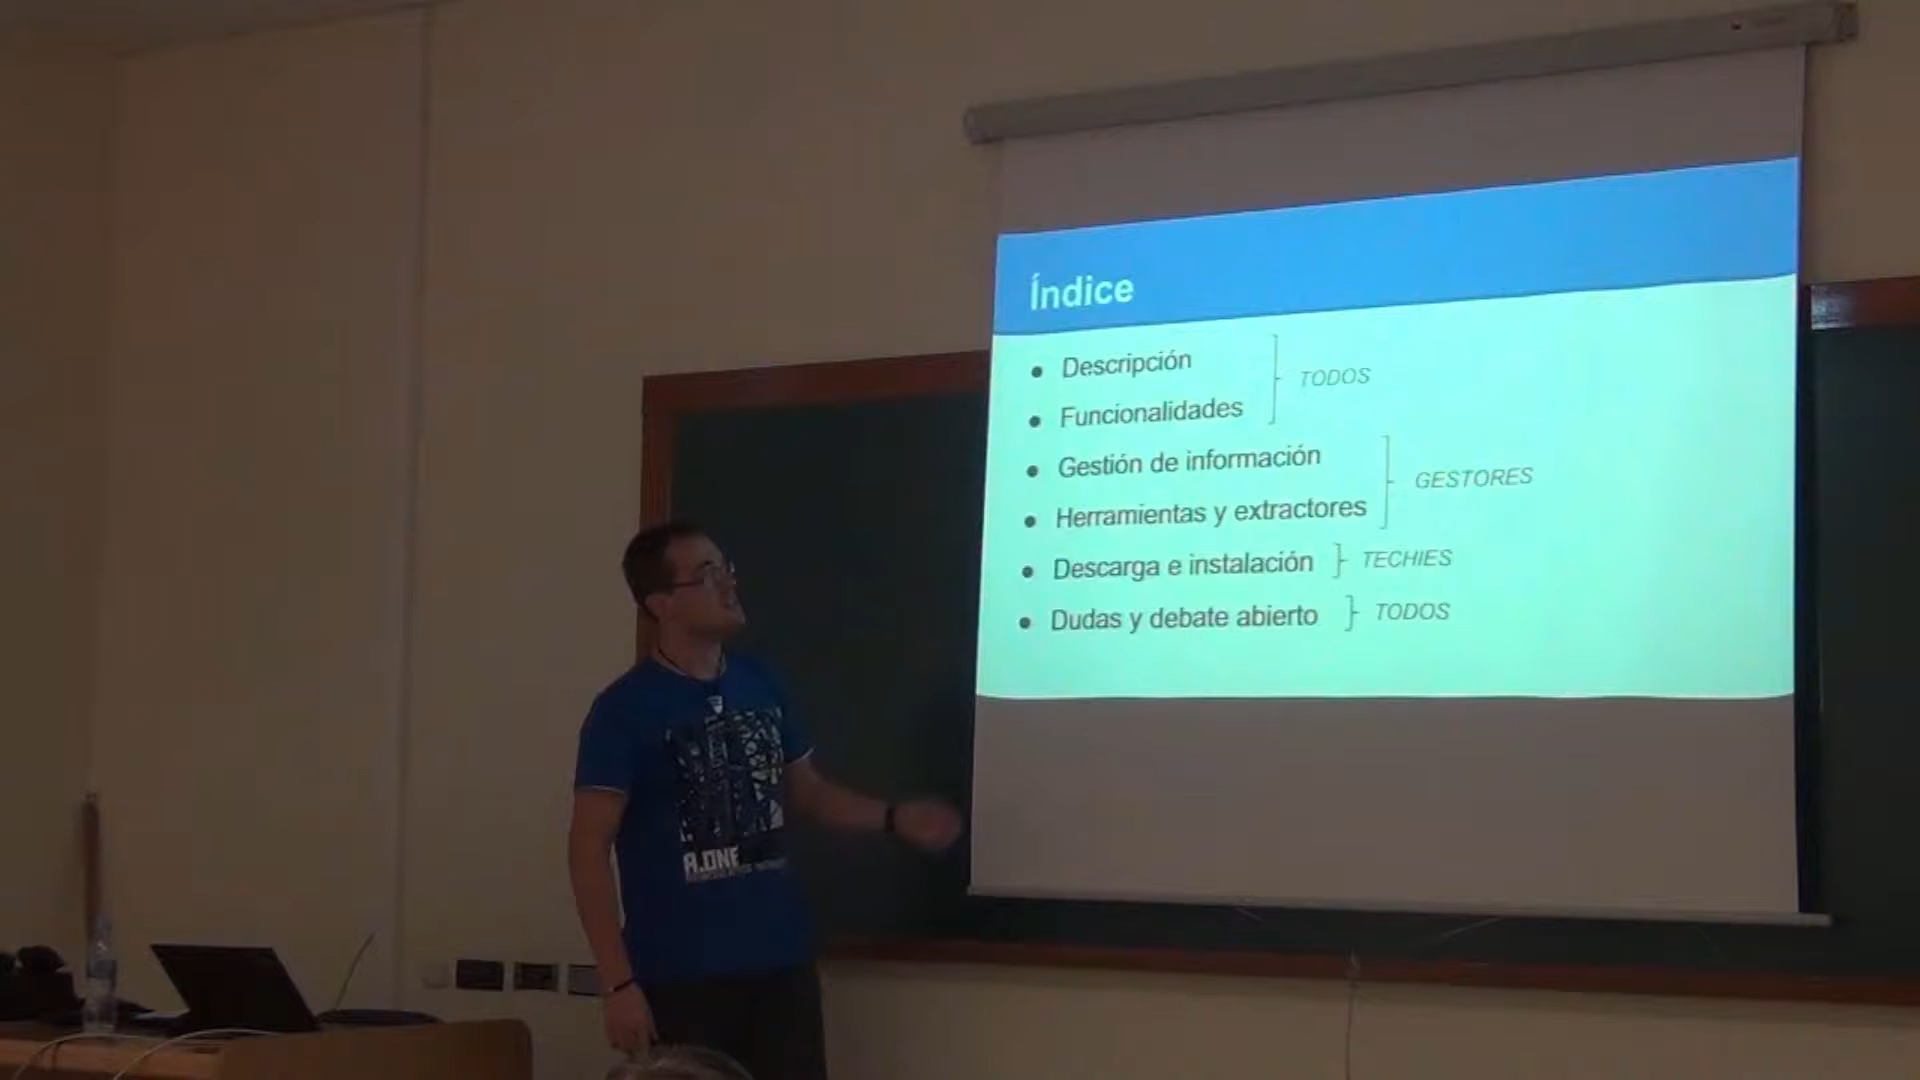 Índice
● Descripción
● Funcionalidades
TODOS
● Gestión de información
● Herramientas y extractores
GESTORES
● Descarga e instalación
TECHIES
● Dudas y debate abierto
TODOS
A.ONE